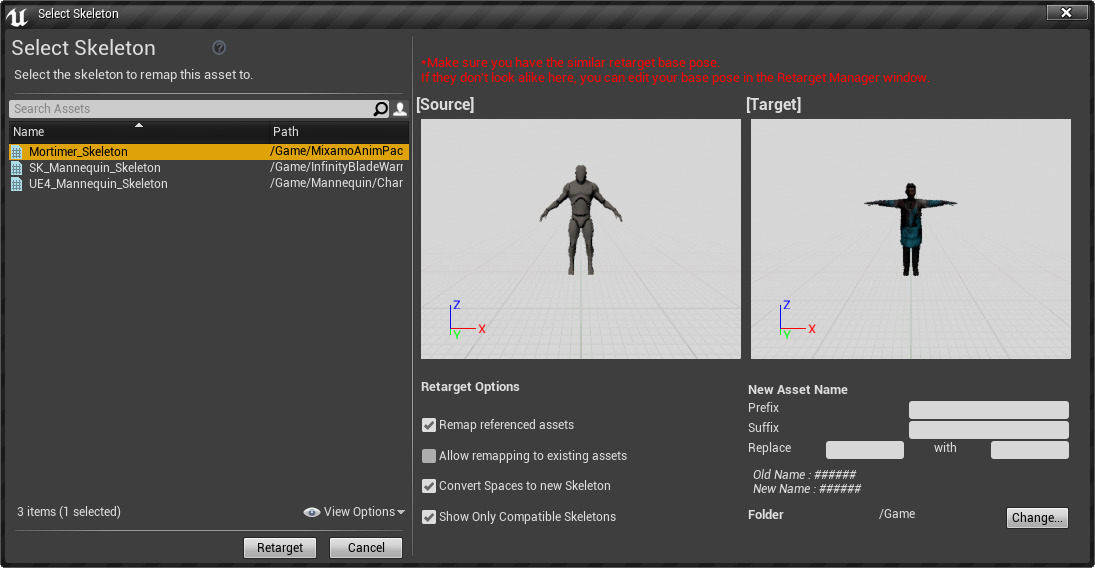 Select Skeleton
Select Skeleton
Select the skeleton to remap this asset to.
Search Assets
Name Path
Mortimer_Skeleton /Game/MixamoAnimPac
SK_Mannequin_Skeleton /Game/InfinityBladeWarr
UE4_Mannequin_Skeleton /Game/Mannequin/Char
3 items (1 selected) View Options
Retarget Cancel
*Make sure you have the similar retarget base pose.
If they don't look alike here, you can edit your base pose in the Retarget Manager window.
[Source] [Target]
Z
X
Y
Z
X
Y
Retarget Options
Remap referenced assets
Allow remapping to existing assets
Convert Spaces to new Skeleton
Show Only Compatible Skeletons
New Asset Name
Prefix
Suffix
Replace with
Old Name : ######
New Name : ######
Folder /Game Change...